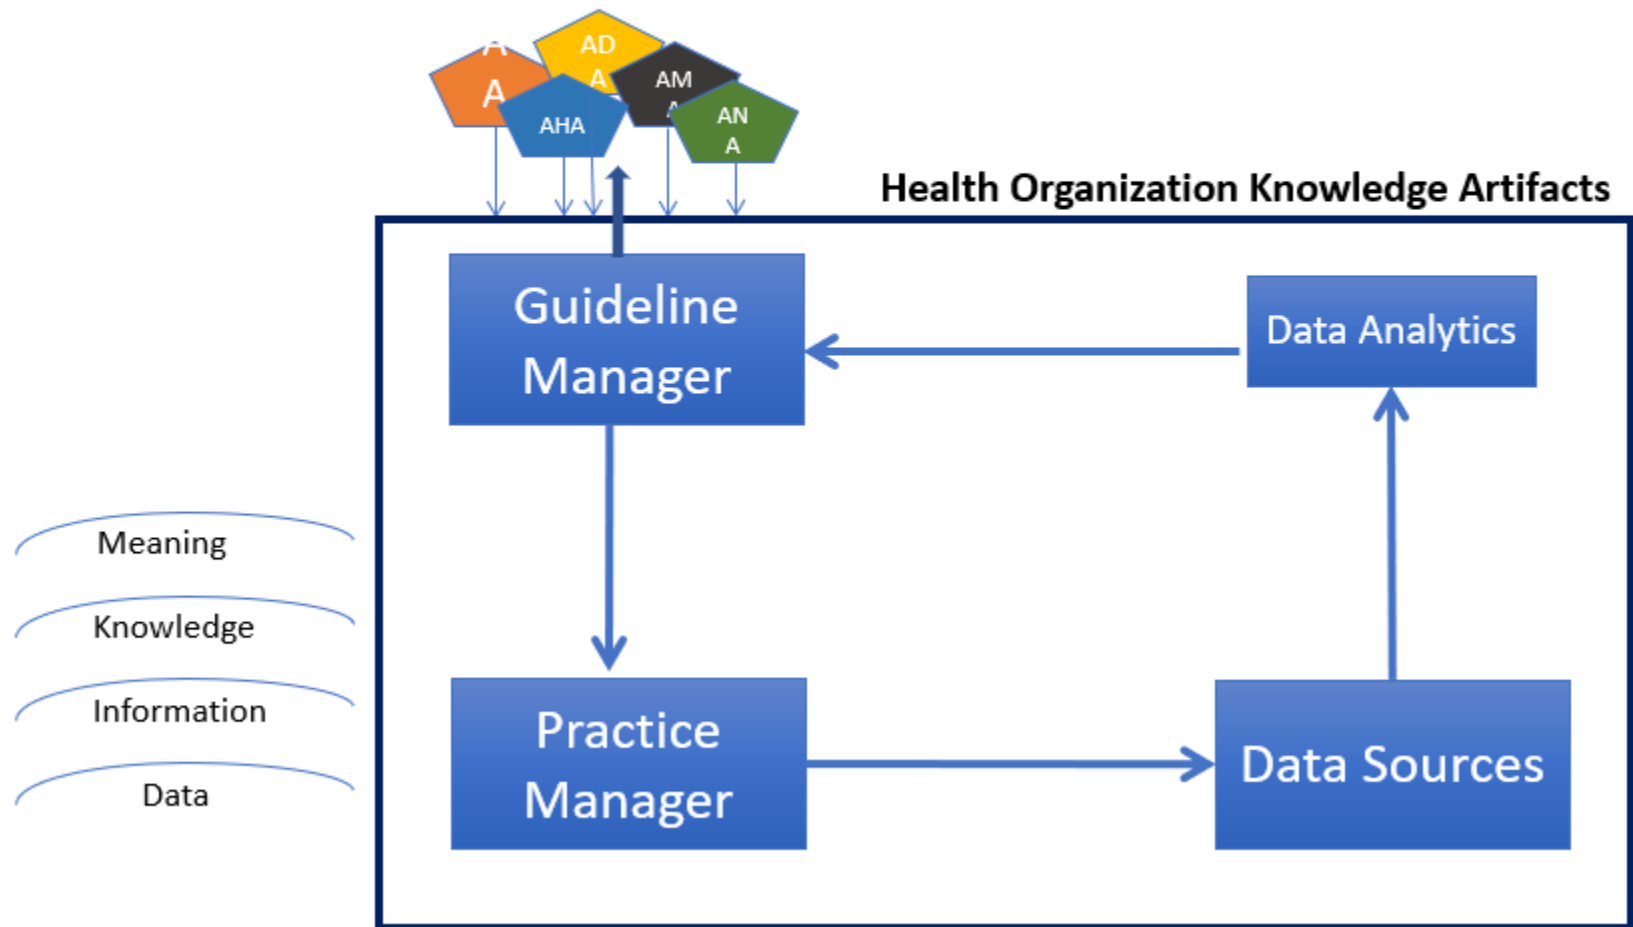 A
A
AD
A
AHA
AM
A
AN
A
Health Organization Knowledge Artifacts
Guideline
Manager
Data Analytics
Meaning
Knowledge
Information
Data
Practice
Manager
Data Sources